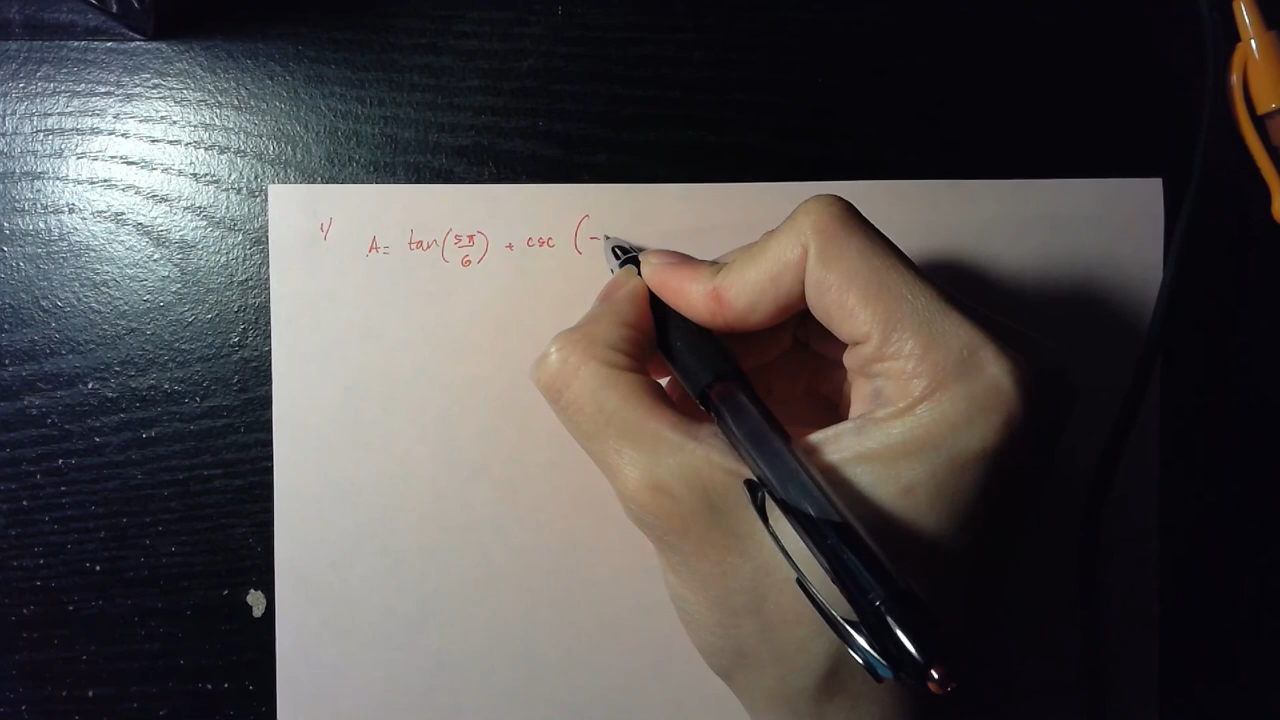 1/ A = tan(5π/6) + csc (-